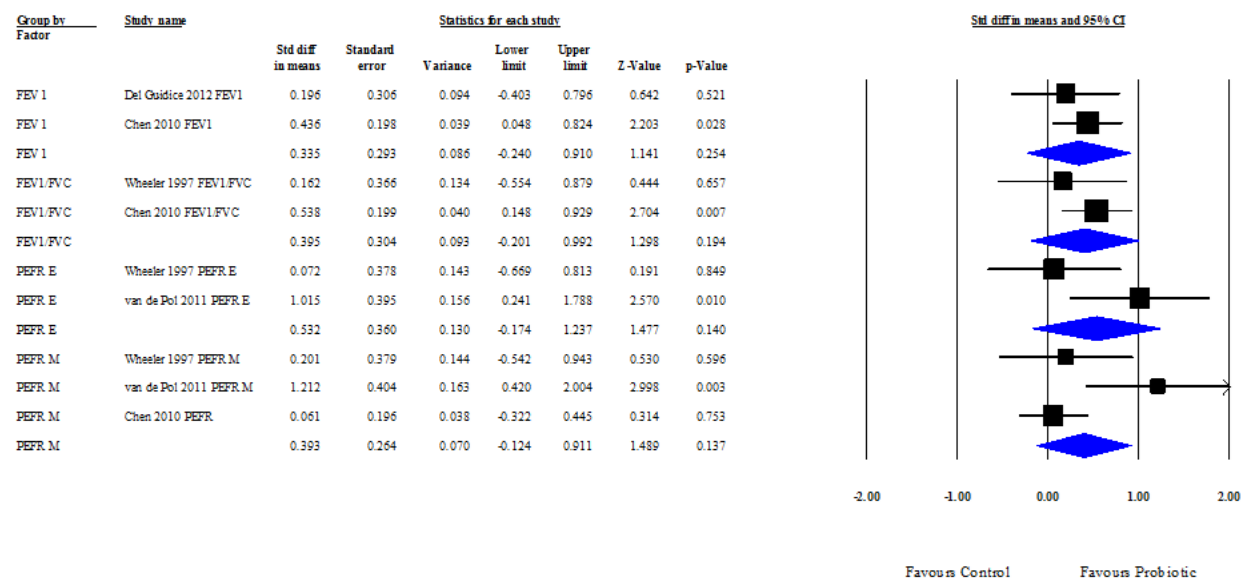 Group by Factor Study name Statistics for each study Std diff in means and 95% CI
Std diff in means Standard error Variance Lower limit Upper limit Z-Value p-Value
FEV 1 Del Guidice 2012 FEV1 0.196 0.306 0.094 -0.403 0.796 0.642 0.521
FEV 1 Chen 2010 FEV1 0.436 0.198 0.039 0.048 0.824 2.203 0.028
FEV 1 0.335 0.293 0.086 -0.240 0.910 1.141 0.254
FEV1/FVC Wheeler 1997 FEV1/FVC 0.162 0.366 0.134 -0.554 0.879 0.444 0.657
FEV1/FVC Chen 2010 FEV1/FVC 0.538 0.199 0.040 0.148 0.929 2.704 0.007
FEV1/FVC 0.395 0.304 0.093 -0.201 0.992 1.298 0.194
PEFR E Wheeler 1997 PEFR E 0.072 0.378 0.143 -0.669 0.813 0.191 0.849
PEFR E van de Pol 2011 PEFR E 1.015 0.395 0.156 0.241 1.788 2.570 0.010
PEFR E 0.532 0.360 0.130 -0.174 1.237 1.477 0.140
PEFR M Wheeler 1997 PEFR M 0.201 0.379 0.144 -0.542 0.943 0.530 0.596
PEFR M van de Pol 2011 PEFR M 1.212 0.404 0.163 0.420 2.004 2.998 0.003
PEFR M Chen 2010 PEFR 0.061 0.196 0.038 -0.322 0.445 0.314 0.753
PEFR M 0.393 0.264 0.070 -0.124 0.911 1.489 0.137
-2.00 -1.00 0.00 1.00 2.00
Favours Control Favours Probiotic